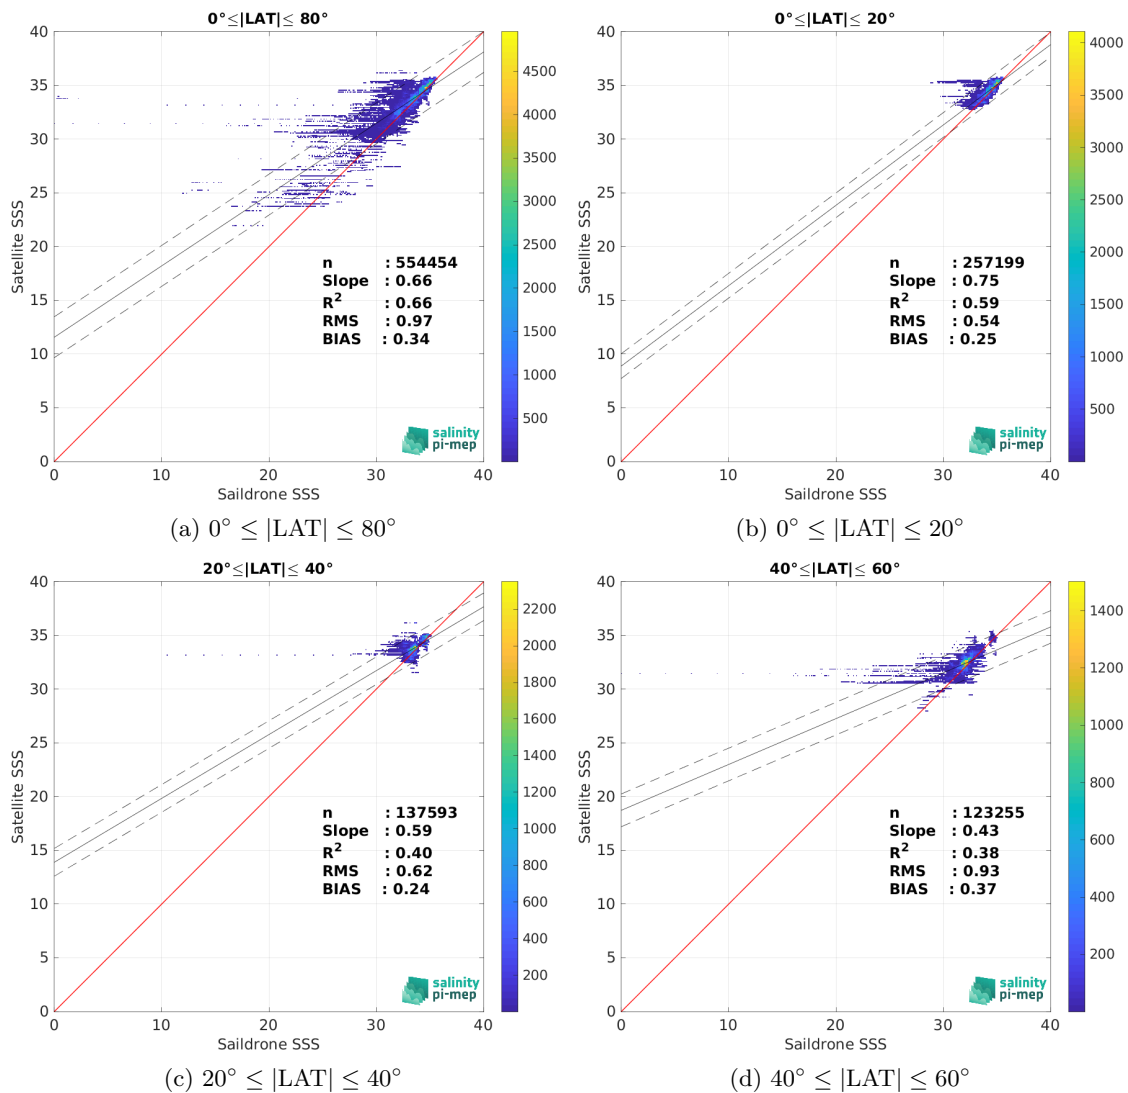 0°≤|LAT|≤ 80°
Satellite SSS
40
35
30
25
20
15
10
5
0
0 10 20 30 40
Saildrone SSS
n : 554454
Slope : 0.66
R² : 0.66
RMS : 0.97
BIAS : 0.34
salinity
pi-mep
4500
4000
3500
3000
2500
2000
1500
1000
500
(a) 0° ≤ |LAT| ≤ 80°
0°≤|LAT|≤ 20°
Satellite SSS
40
35
30
25
20
15
10
5
0
0 10 20 30 40
Saildrone SSS
n : 257199
Slope : 0.75
R² : 0.59
RMS : 0.54
BIAS : 0.25
salinity
pi-mep
4000
3500
3000
2500
2000
1500
1000
500
(b) 0° ≤ |LAT| ≤ 20°
20°≤|LAT|≤ 40°
Satellite SSS
40
35
30
25
20
15
10
5
0
0 10 20 30 40
Saildrone SSS
n : 137593
Slope : 0.59
R² : 0.40
RMS : 0.62
BIAS : 0.24
salinity
pi-mep
2200
2000
1800
1600
1400
1200
1000
800
600
400
200
(c) 20° ≤ |LAT| ≤ 40°
40°≤|LAT|≤ 60°
Satellite SSS
40
35
30
25
20
15
10
5
0
0 10 20 30 40
Saildrone SSS
n : 123255
Slope : 0.43
R² : 0.38
RMS : 0.93
BIAS : 0.37
salinity
pi-mep
1400
1200
1000
800
600
400
200
(d) 40° ≤ |LAT| ≤ 60°